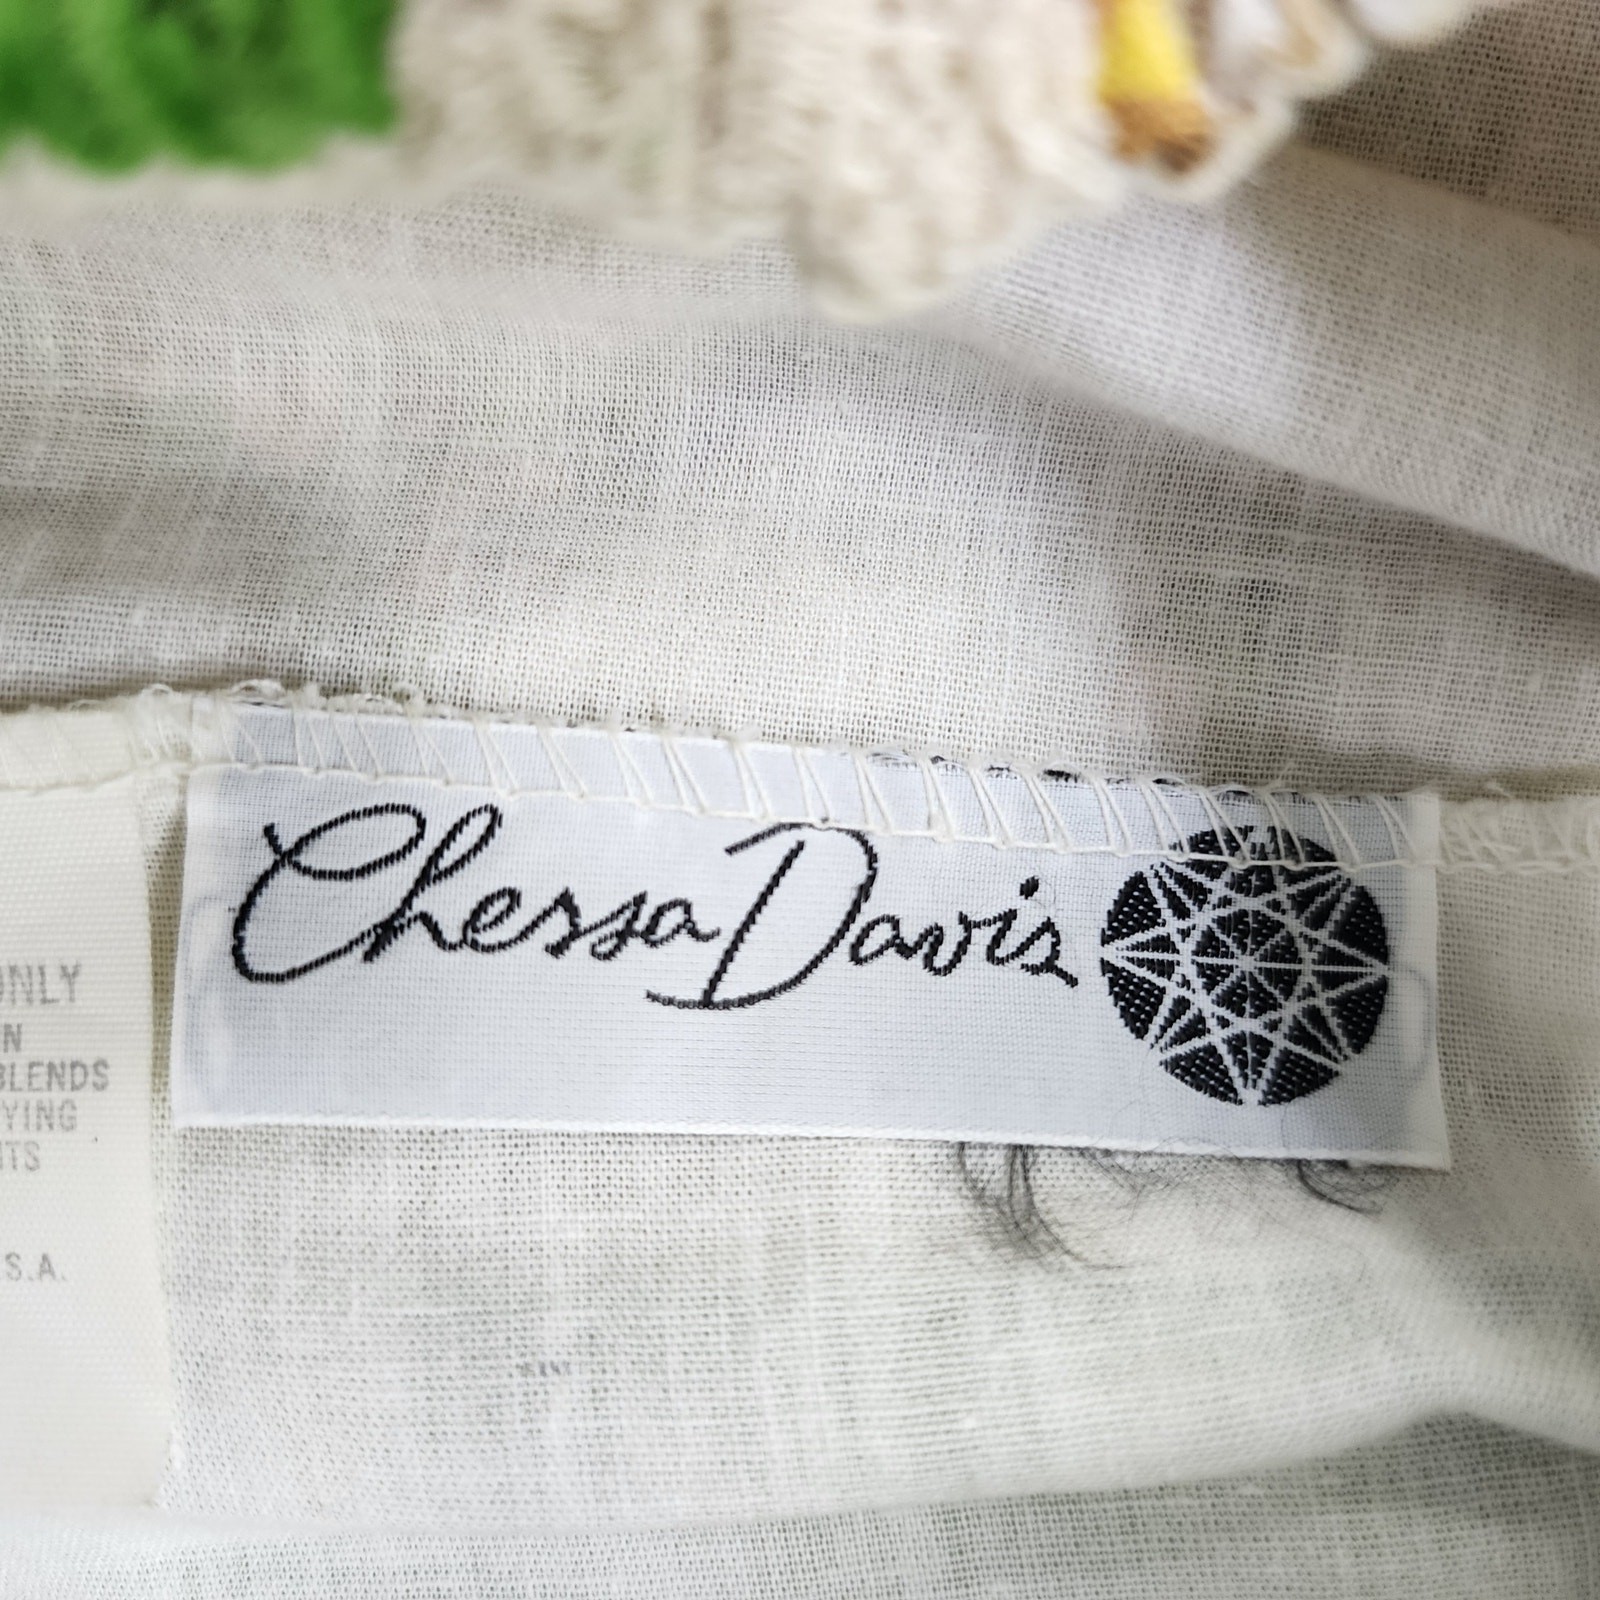 Chessa Davis
ONLY
N
BLENDS
YING
TS
S.A.